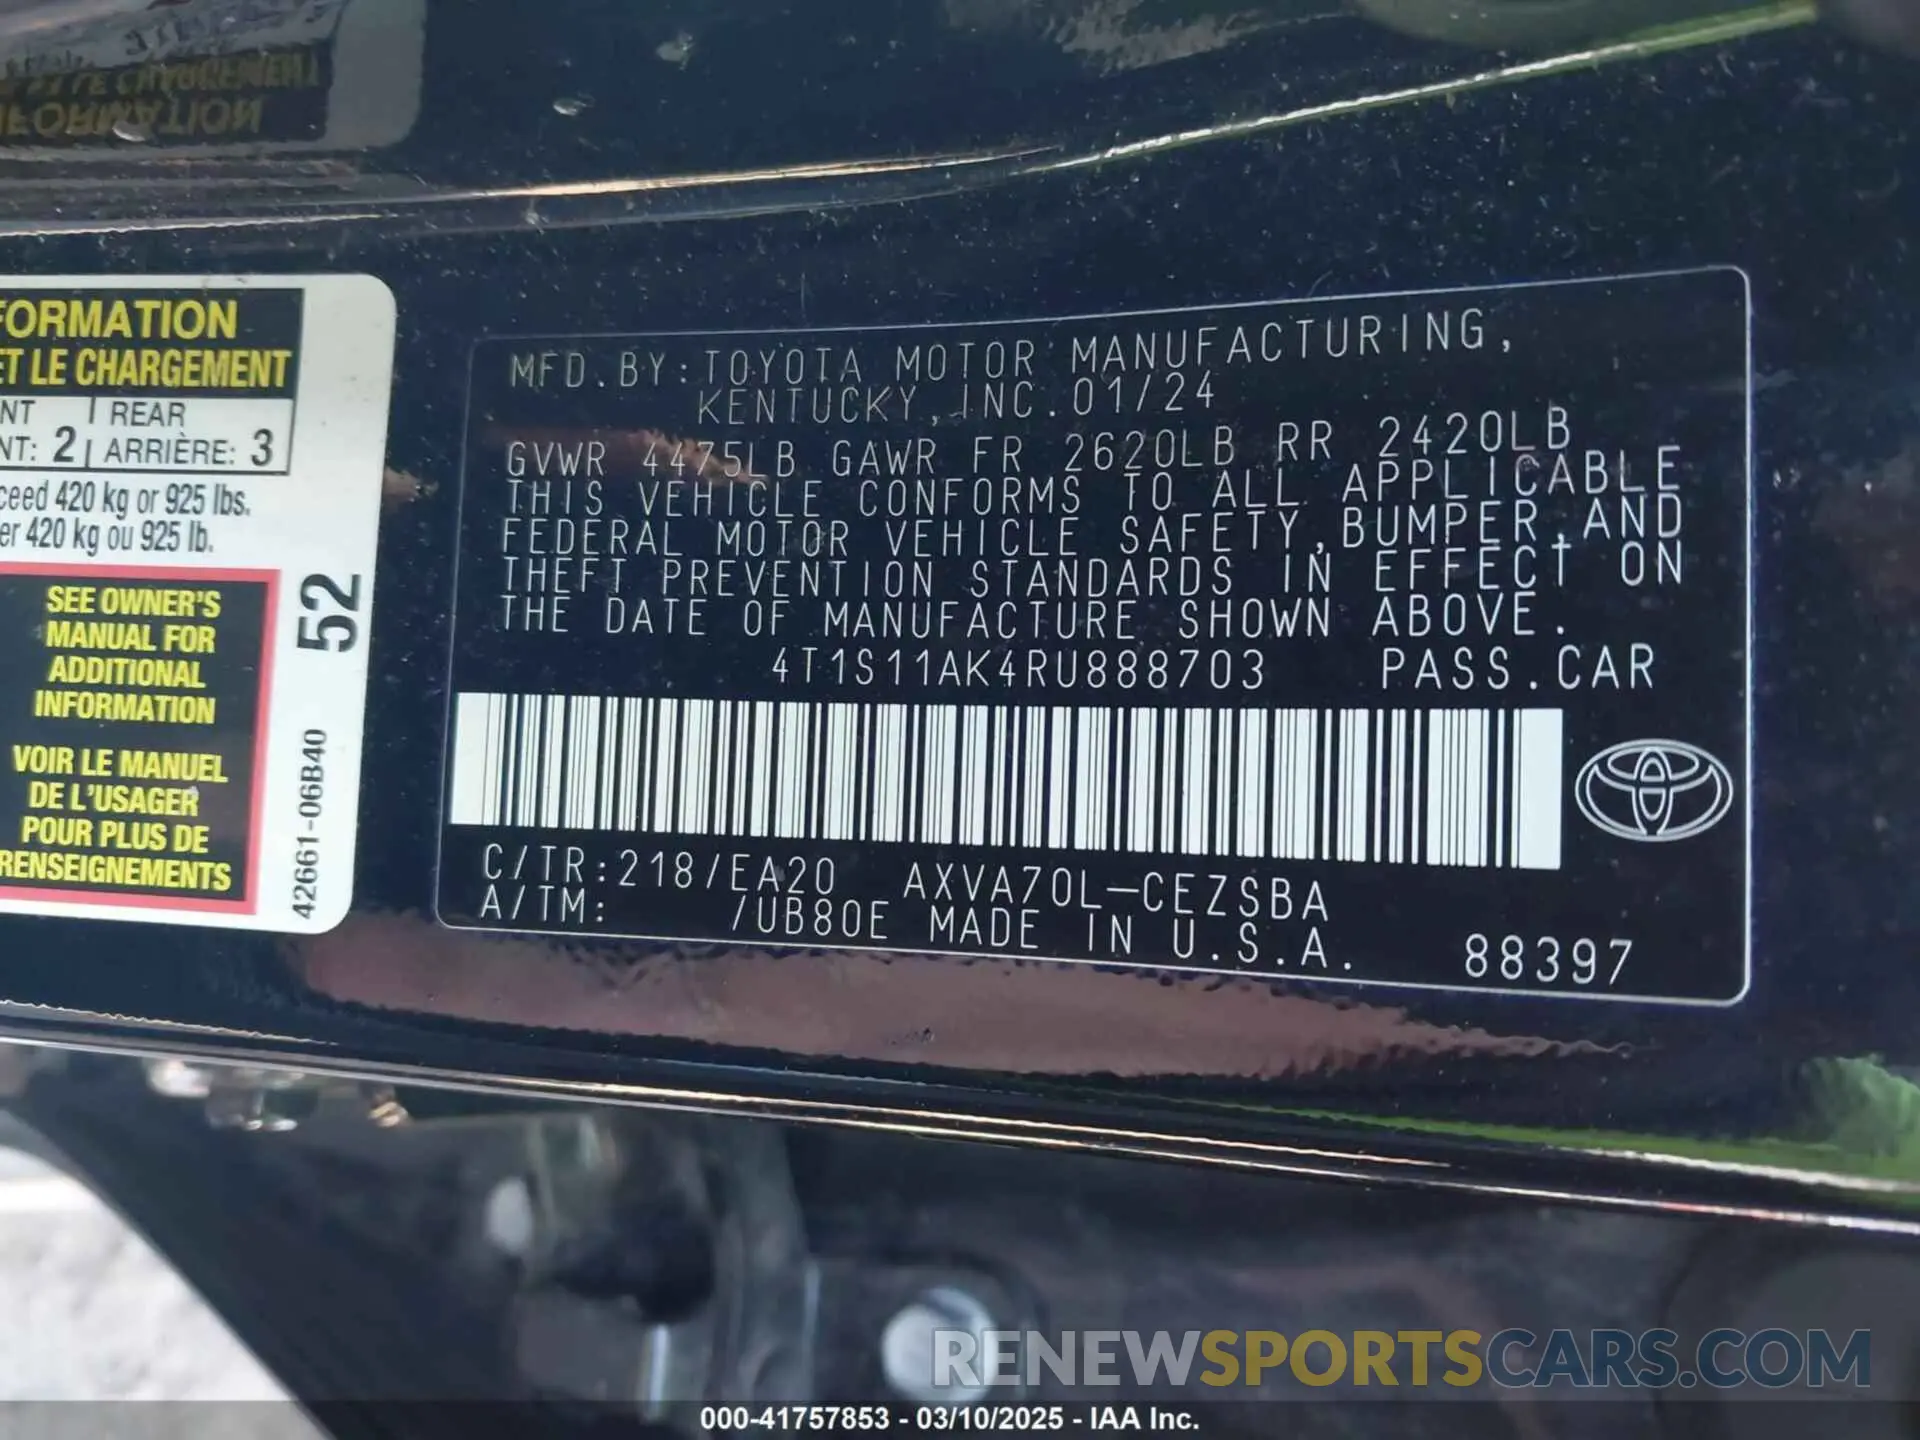 FORMATION
ET LE CHARGEMENT
NT | REAR
NT: 2 | ARRIÈRE: 3
ceed 420 kg or 925 lbs.
er 420 kg ou 925 lb.
SEE OWNER'S
MANUAL FOR
ADDITIONAL
INFORMATION
VOIR LE MANUEL
DE L'USAGER
POUR PLUS DE
RENSEIGNEMENTS
52
42661-06B40
MFD.BY:TOYOTA MOTOR MANUFACTURING,
KENTUCKY,INC.01/24
GVWR 4475LB GAWR FR 2620LB RR 2420LB
THIS VEHICLE CONFORMS TO ALL APPLICABLE
FEDERAL MOTOR VEHICLE SAFETY,BUMPER,AND
THEFT PREVENTION STANDARDS IN EFFECT ON
THE DATE OF MANUFACTURE SHOWN ABOVE.
4T1S11AK4RU888703 PASS.CAR
C/TR:218/EA20 AXVA70L-CEZSBA
A/TM: /UB80E MADE IN U.S.A. 88397
RENEWSPORTSCARS.COM
000-41757853 - 03/10/2025 - IAA Inc.